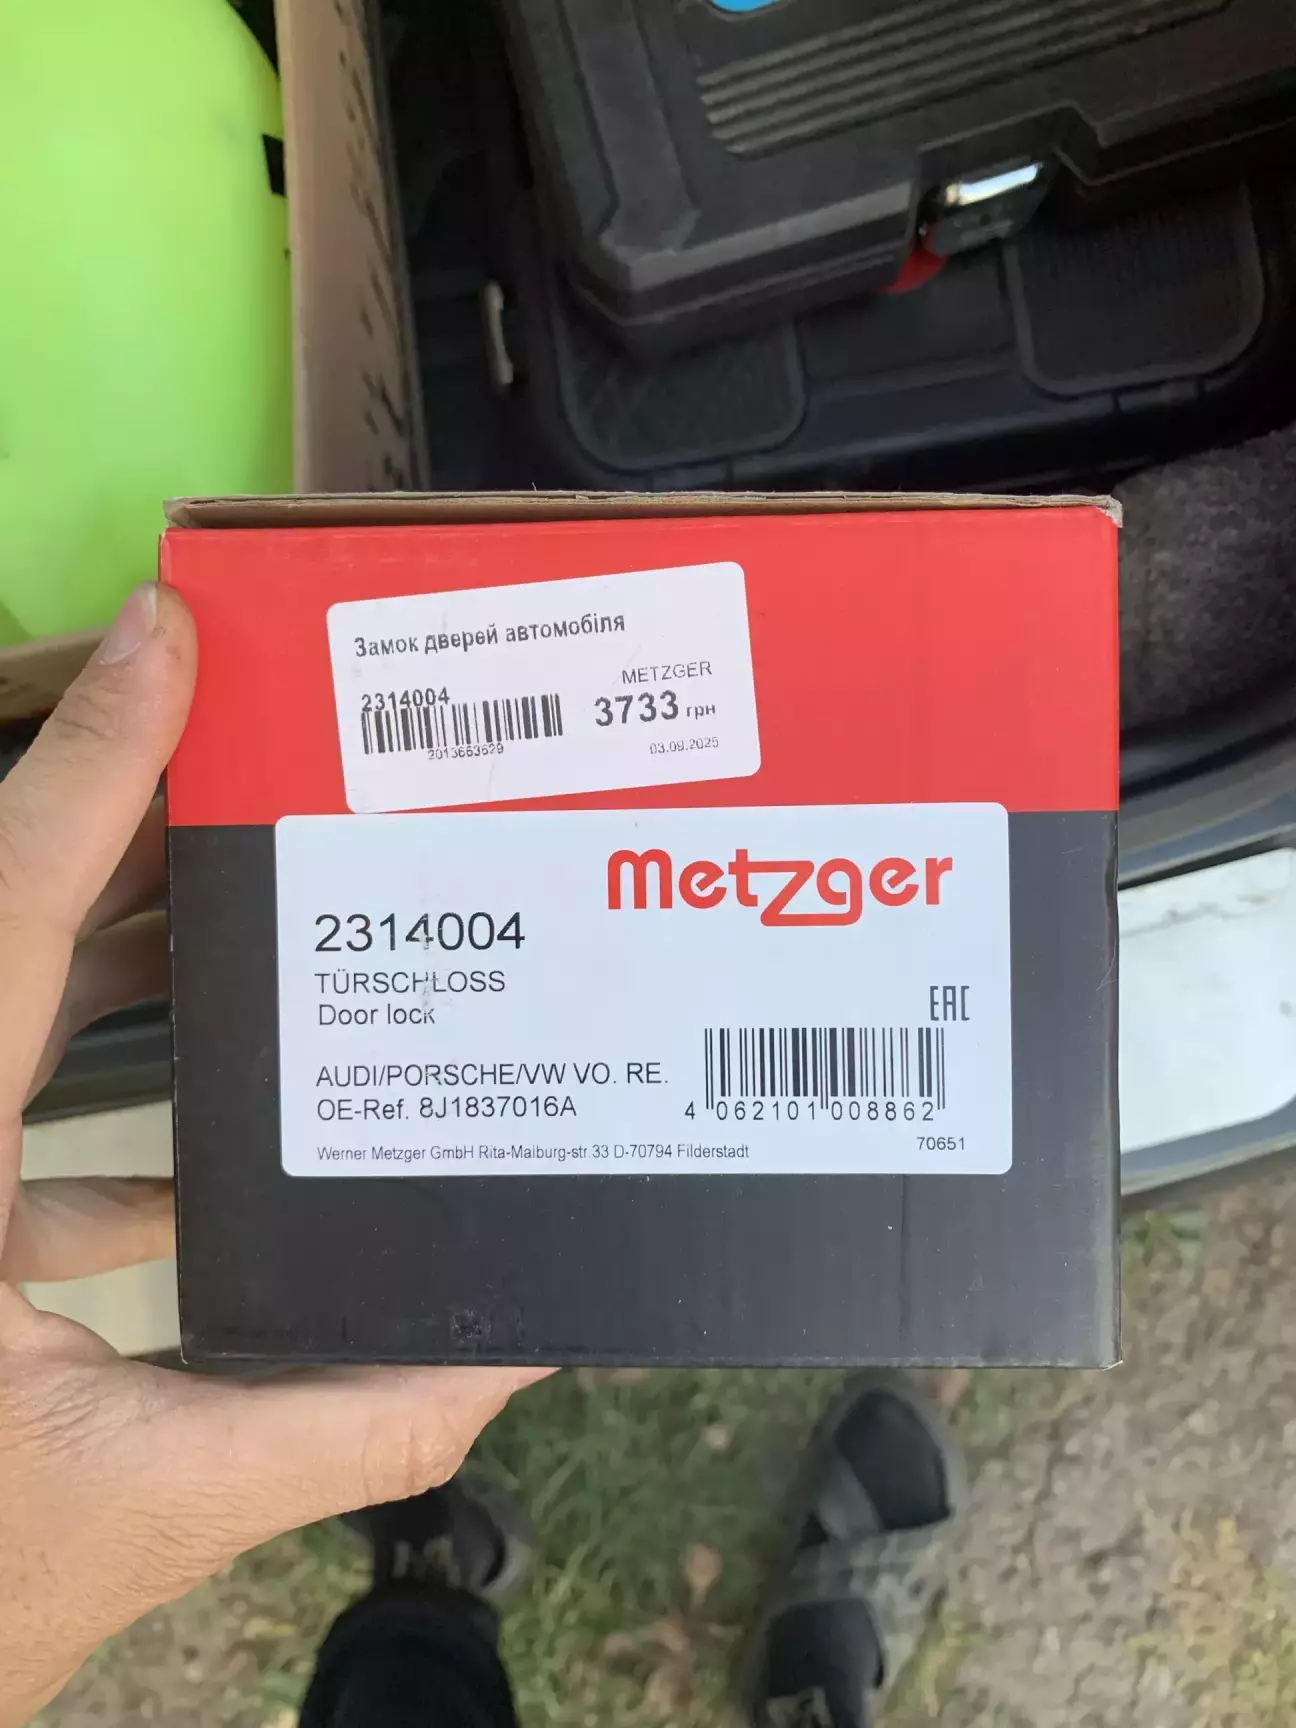 Замок дверей автомобіля
METZGER
2314004
3733 грн
2013663629
03.09.2025
Metzger
2314004
TÜRSCHLOSS
Door lock
EAC
AUDI/PORSCHE/VW VO. RE.
OE-Ref. 8J1837016A
4 062101 008862
70651
Werner Metzger GmbH Rita-Maiburg-str.33 D-70794 Filderstadt